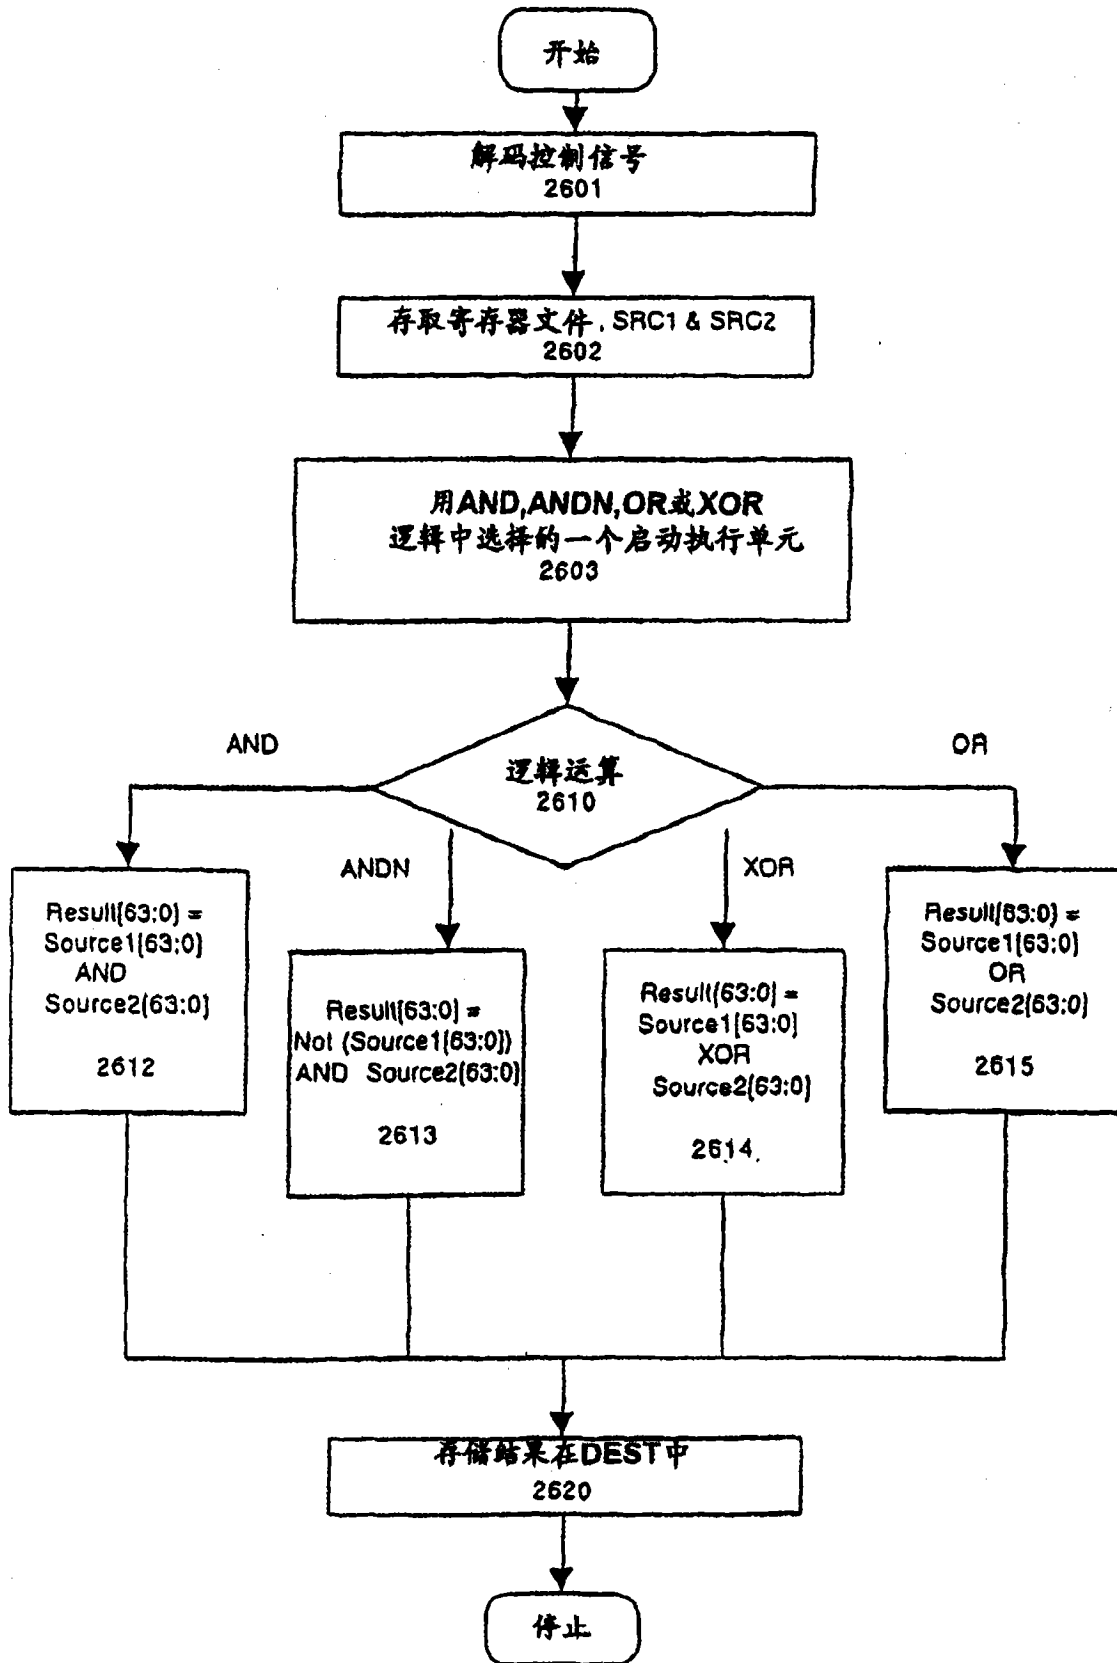 开始
解码控制信号
2601
存取寄存器文件, SRC1 & SRC2
2602
用AND,ANDN,OR或XOR
逻辑中选择的一个启动执行单元
2603
逻辑运算
2610
AND
OR
ANDN
XOR
Result[63:0] =
Source1[63:0]
AND
Source2[63:0]
2612
Result[63:0] =
Not (Source1[63:0])
AND Source2[63:0]
2613
Result[63:0] =
Source1[63:0]
XOR
Source2[63:0]
2614
Result[63:0] =
Source1[63:0]
OR
Source2[63:0]
2615
存储结果在DEST中
2620
停止